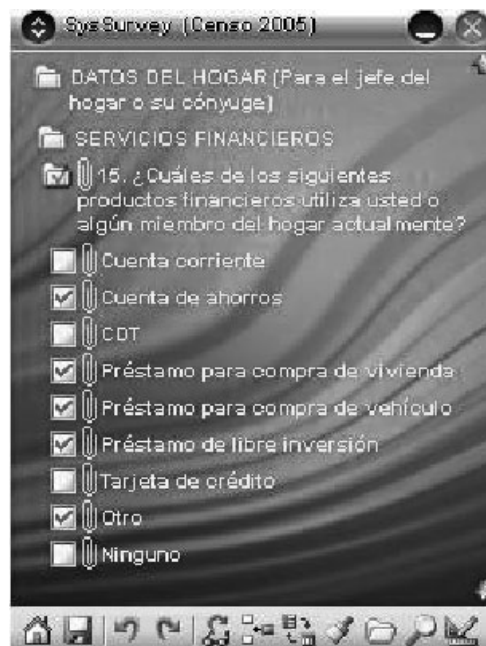 SysSurvey (Censo 2005)
DATOS DEL HOGAR (Para el jefe del
hogar o su cónyuge)
SERVICIOS FINANCIEROS
15. ¿Cuáles de los siguientes
productos financieros utiliza usted o
algún miembro del hogar actualmente?
Cuenta corriente
Cuenta de ahorros
CDT
Préstamo para compra de vivienda
Préstamo para compra de vehículo
Préstamo de libre inversión
Tarjeta de crédito
Otro
Ninguno